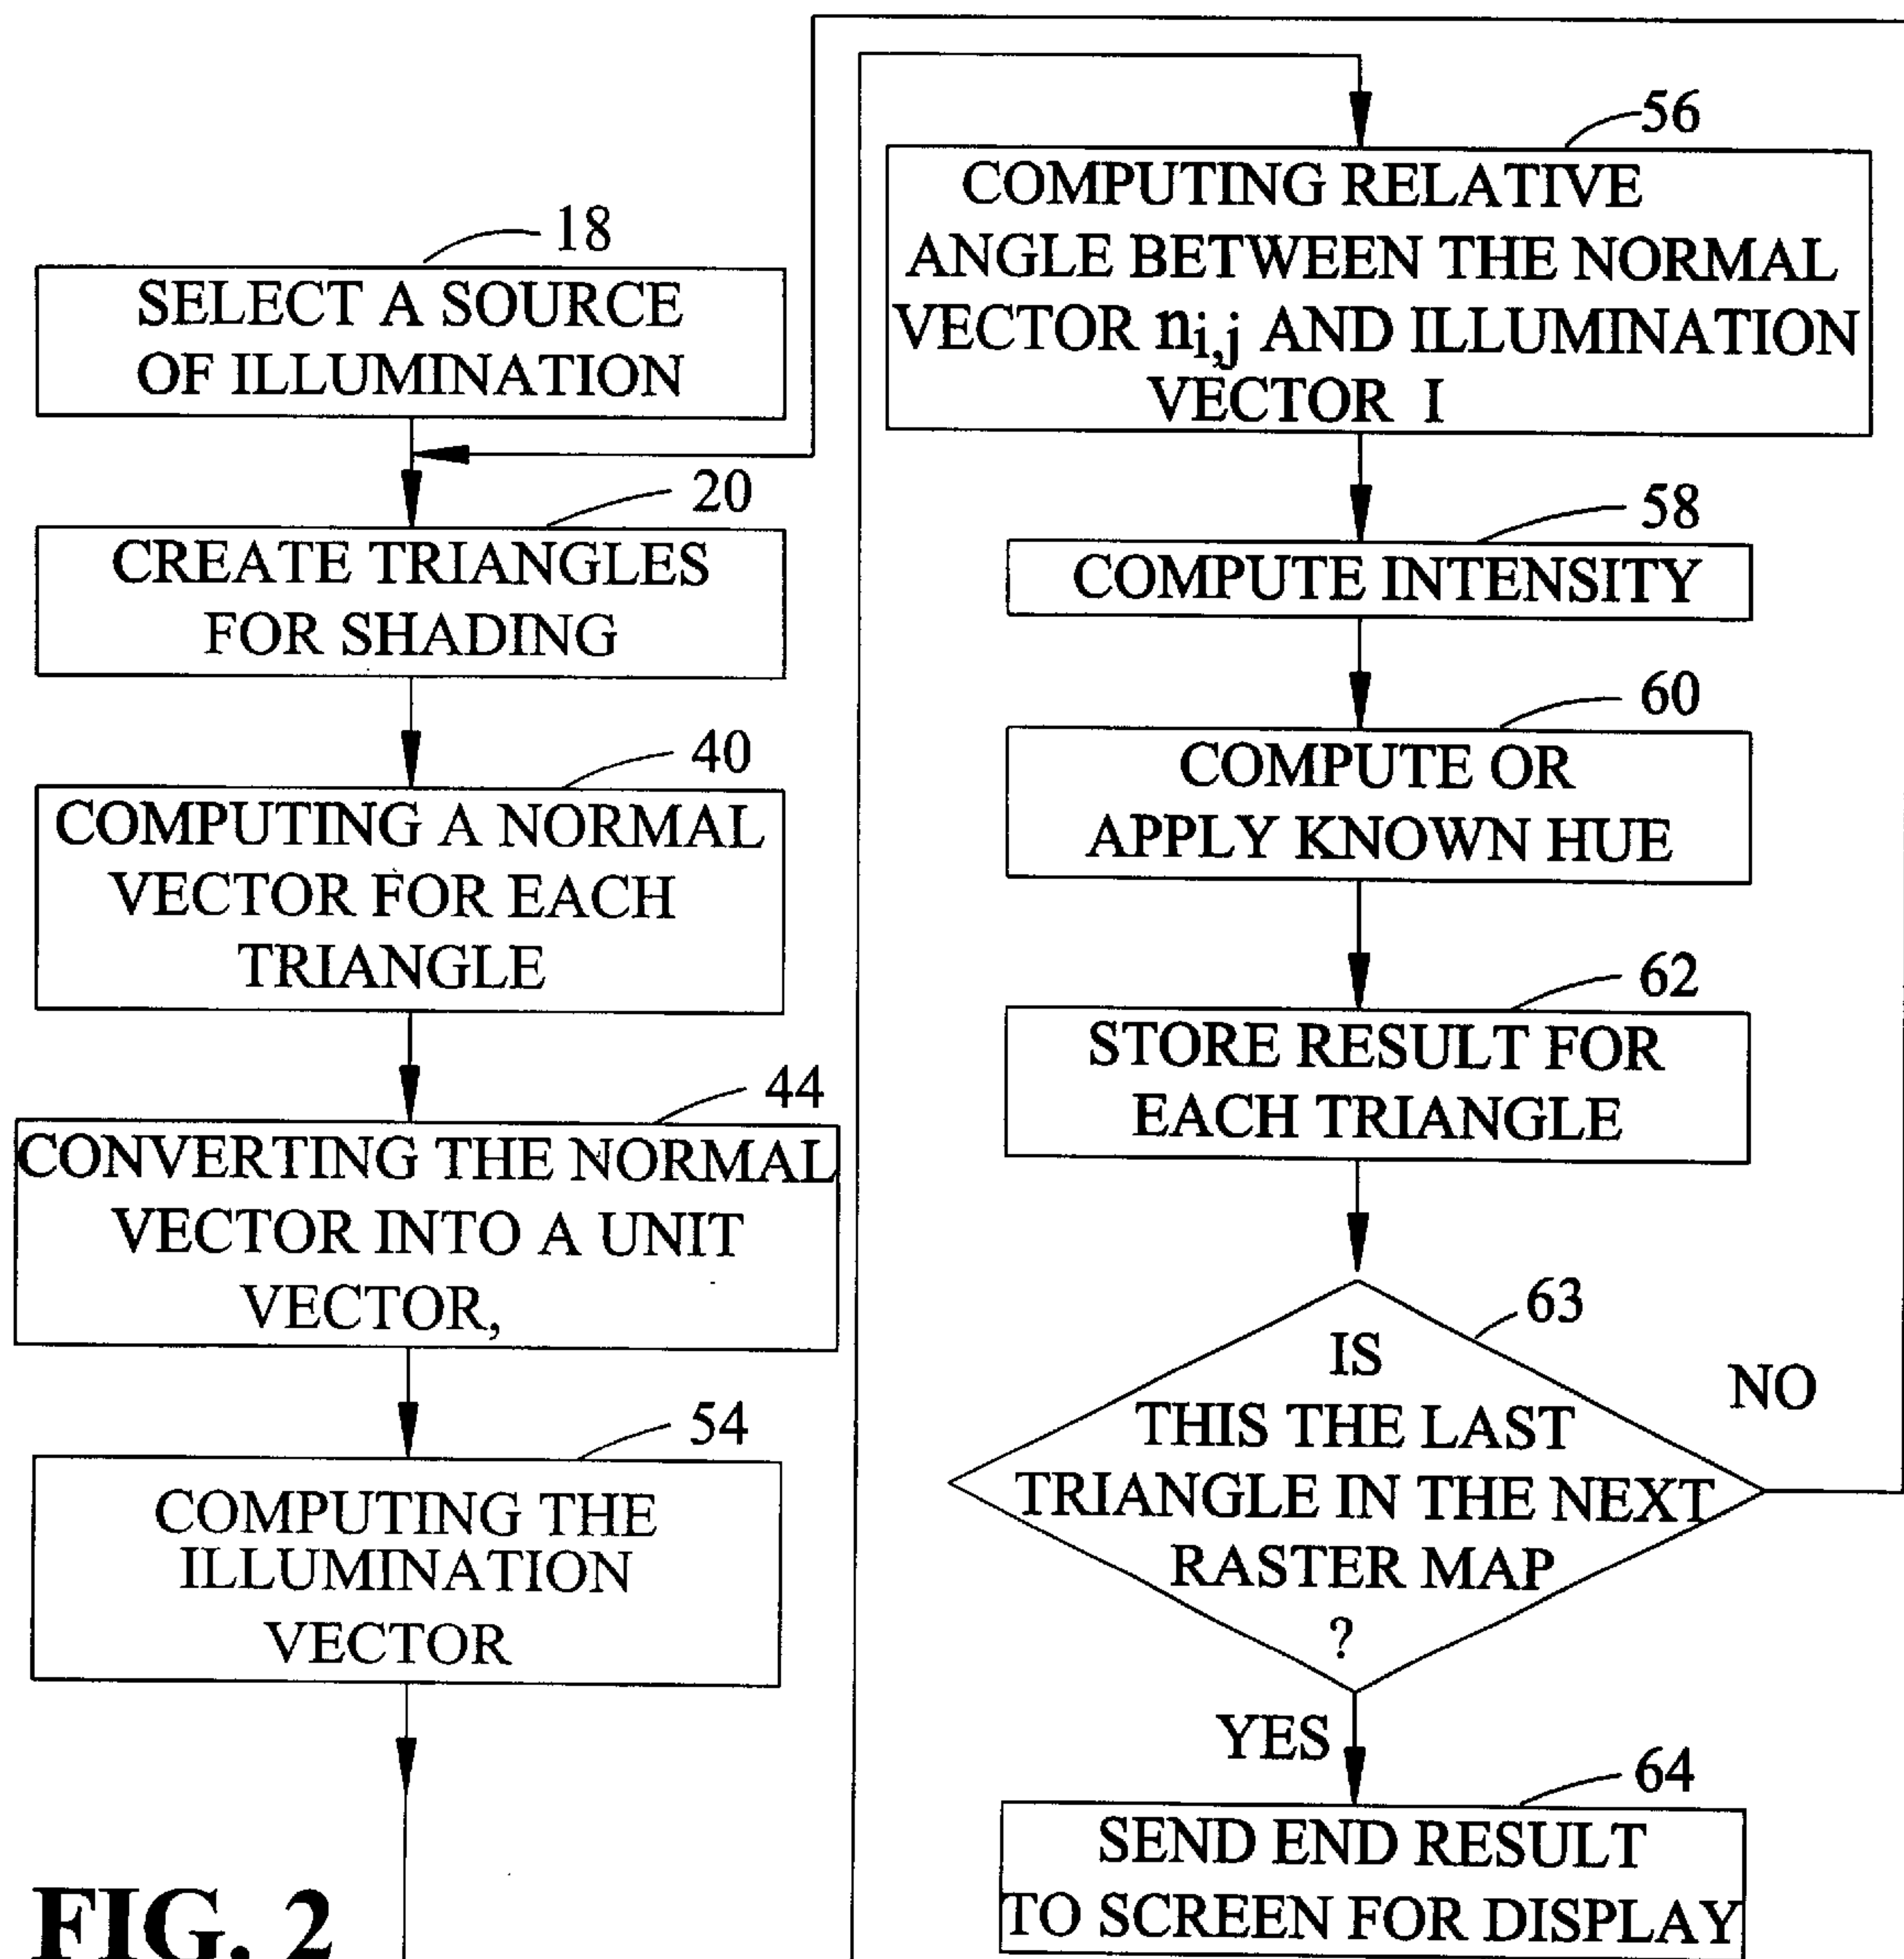 18
SELECT A SOURCE
OF ILLUMINATION
20
CREATE TRIANGLES
FOR SHADING
40
COMPUTING A NORMAL
VECTOR FOR EACH
TRIANGLE
44
CONVERTING THE NORMAL
VECTOR INTO A UNIT
VECTOR,
54
COMPUTING THE
ILLUMINATION
VECTOR
56
COMPUTING RELATIVE
ANGLE BETWEEN THE NORMAL
VECTOR ni,j AND ILLUMINATION
VECTOR I
58
COMPUTE INTENSITY
60
COMPUTE OR
APPLY KNOWN HUE
62
STORE RESULT FOR
EACH TRIANGLE
63
IS
THIS THE LAST
TRIANGLE IN THE NEXT
RASTER MAP
?
NO
YES
64
SEND END RESULT
TO SCREEN FOR DISPLAY
FIG. 2